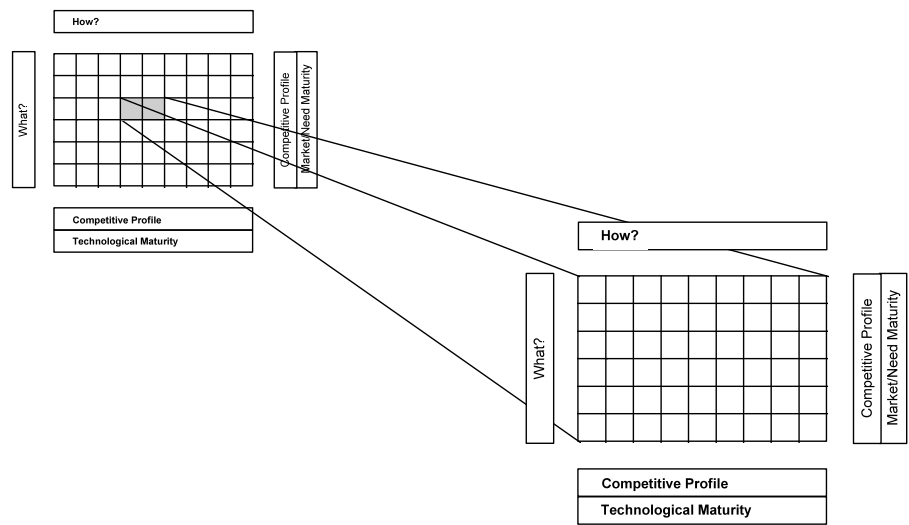 How?
What?
Competitive Profile
Market/Need Maturity
Competitive Profile
Technological Maturity
How?
What?
Competitive Profile
Market/Need Maturity
Competitive Profile
Technological Maturity